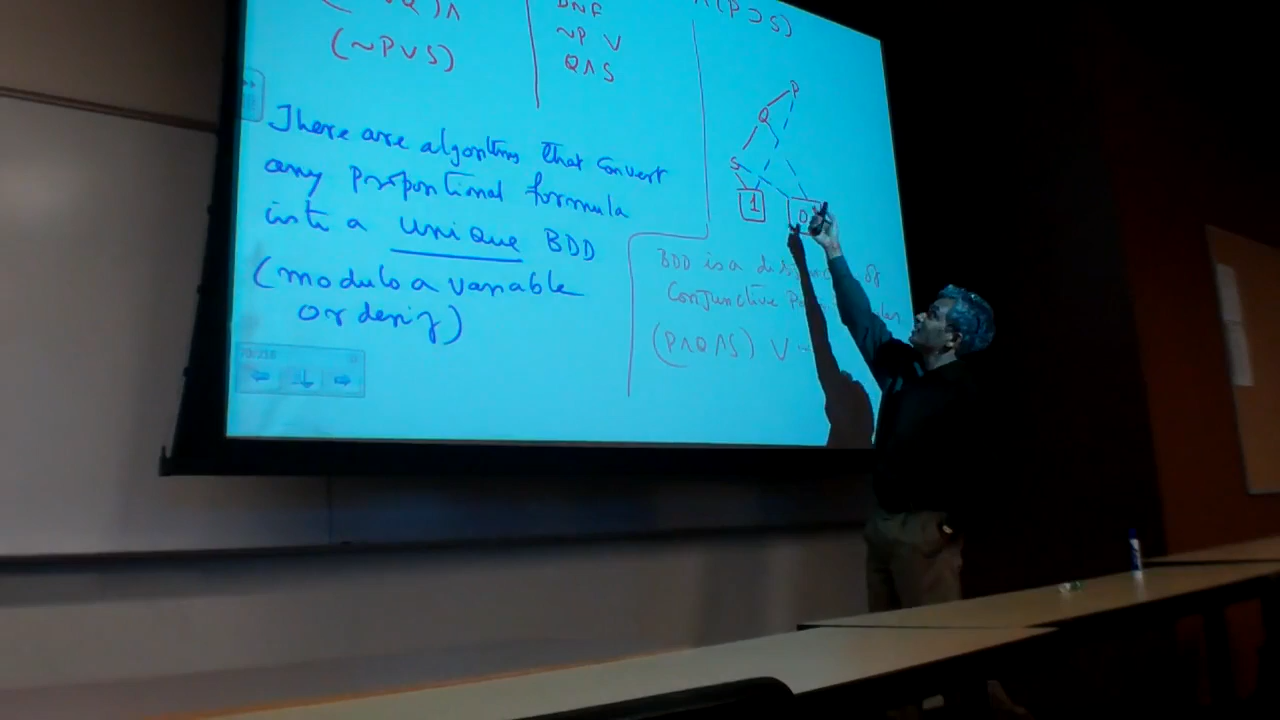 Q) ∧
(~P∨S)
DNF
~P ∨
Q∧S
∧(P⊃S)
There are algorithms that convert
any propositional formula
into a unique BDD
(modulo a variable
ordering)
P
Q
S
1
0
BDD is a of
Conjunctive
(P∧Q∧S) ∨